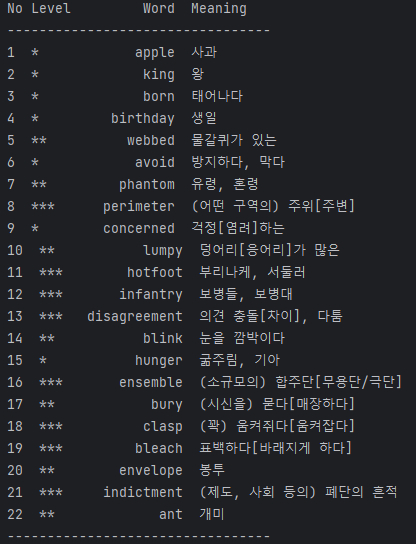 No Level         Word  Meaning
---------------------------------
1  *            apple  사과
2  *             king  왕
3  *             born  태어나다
4  *         birthday  생일
5  **          webbed  물갈퀴가 있는
6  *            avoid  방지하다, 막다
7  **         phantom  유령, 혼령
8  ***      perimeter  (어떤 구역의) 주위[주변]
9  *        concerned  걱정[염려]하는
10  **           lumpy  덩어리[응어리]가 많은
11  ***        hotfoot  부리나케, 서둘러
12  ***       infantry  보병들, 보병대
13  ***   disagreement  의견 충돌[차이], 다툼
14  **           blink  눈을 깜박이다
15  *           hunger  굶주림, 기아
16  ***       ensemble  (소규모의) 합주단[무용단/극단]
17  **            bury  (시신을) 묻다[매장하다]
18  ***          clasp  (꽉) 움켜쥐다[움켜잡다]
19  ***         bleach  표백하다[바래지게 하다]
20  **        envelope  봉투
21  ***     indictment  (제도, 사회 등의) 폐단의 흔적
22  **             ant  개미
---------------------------------